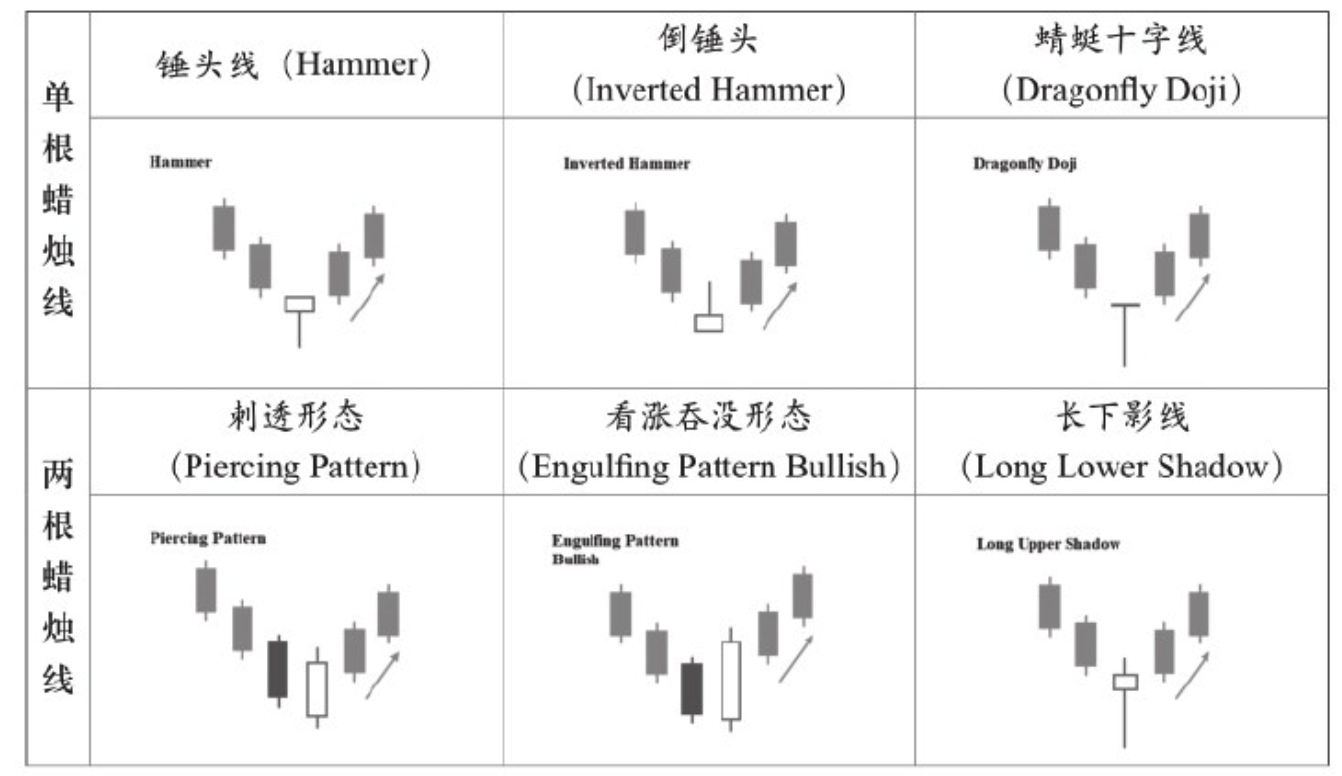 单根蜡烛线
锤头线（Hammer）
倒锤头
（Inverted Hammer）
蜻蜓十字线
（Dragonfly Doji）
Hammer
Inverted Hammer
Dragonfly Doji
两根蜡烛线
刺透形态
（Piercing Pattern）
看涨吞没形态
（Engulfing Pattern Bullish）
长下影线
（Long Lower Shadow）
Piercing Pattern
Engulfing Pattern
Bullish
Long Upper Shadow